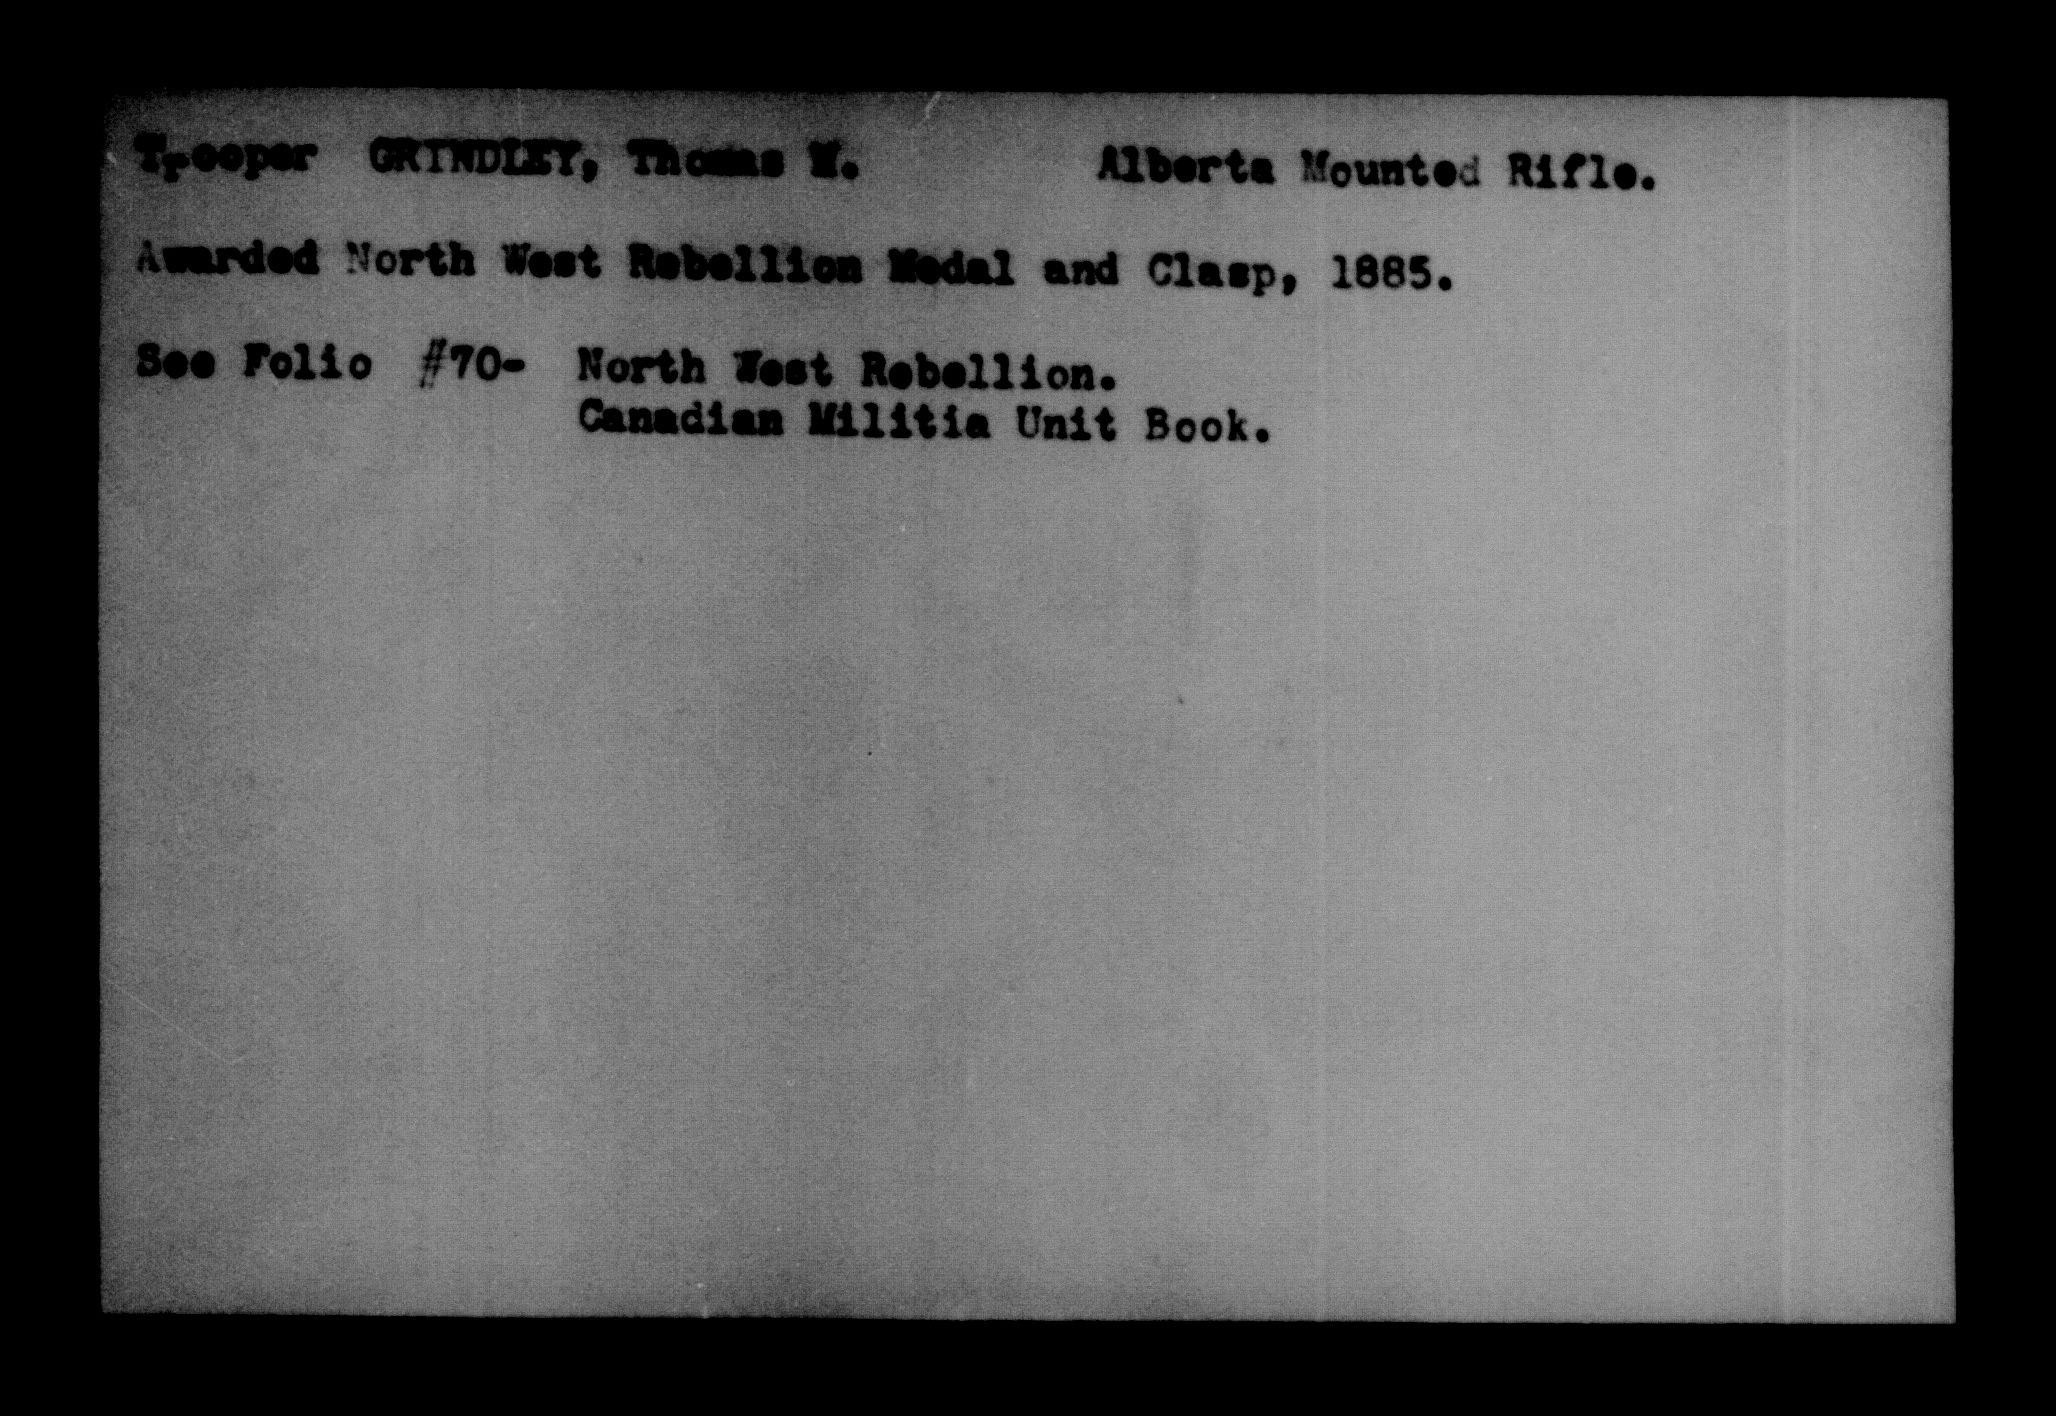 Trooper GRINDLEY, Thomas M. Alberta Mounted Rifle.
Awarded North West Rebellion Medal and Clasp, 1885.
See Folio #70- North West Rebellion.
Canadian Militia Unit Book.